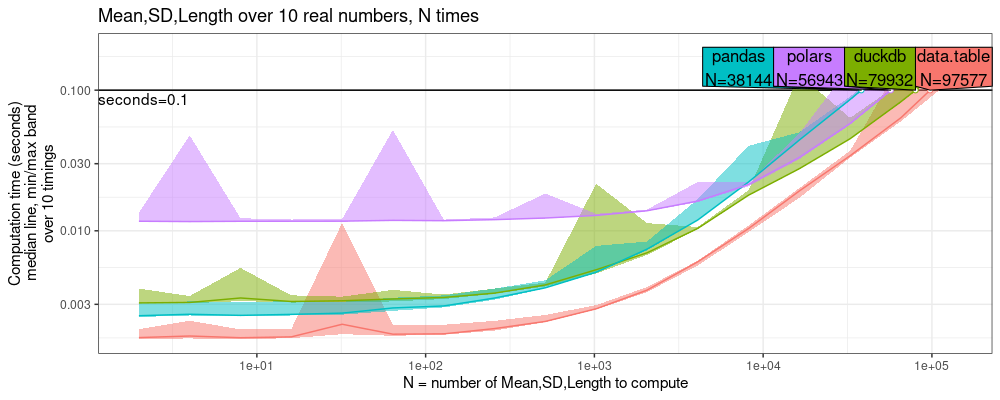 Mean,SD,Length over 10 real numbers, N times
Computation time (seconds)
median line, min/max band
over 10 timings
0.100
0.030
0.010
0.003
seconds=0.1
pandas
N=38144
polars
N=56943
duckdb
N=79932
data.table
N=97577
1e+01
1e+02
1e+03
1e+04
1e+05
N = number of Mean,SD,Length to compute